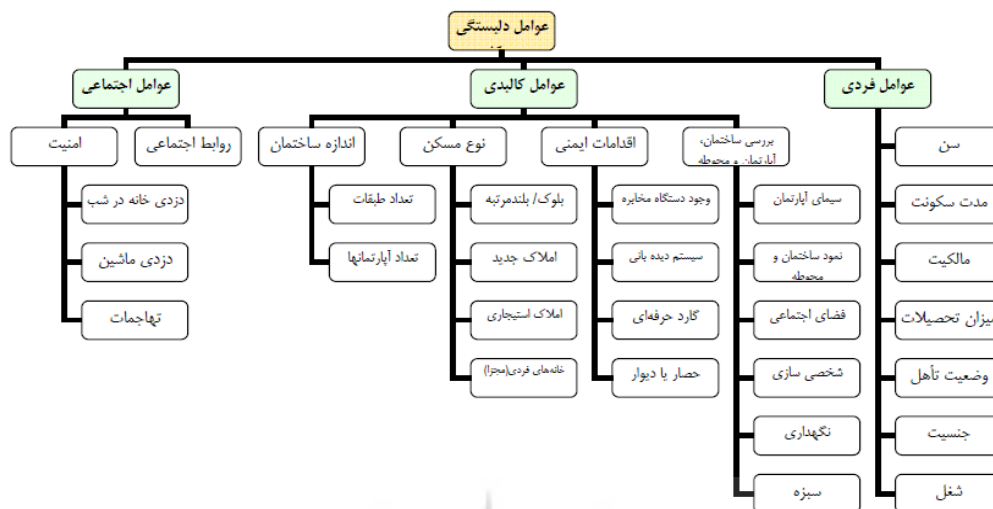 عوامل دلبستگی
عوامل فردی
عوامل کالبدی
عوامل اجتماعی
سن
مدت سکونت
مالکیت
میزان تحصیلات
وضعیت تأهل
جنسیت
شغل
بررسی ساختمان،
آپارتمان و محوطه
سیمای آپارتمان
نمود ساختمان و
محوطه
فضای اجتماعی
شخصی سازی
نگهداری
سبزه
اقدامات ایمنی
وجود دستگاه مخابره
سیستم دیده بانی
گارد حرفه‌ای
حصار یا دیوار
نوع مسکن
بلوک/ بلندمرتبه
املاک جدید
املاک استیجاری
خانه‌های فردی(مجزا)
اندازه ساختمان
تعداد طبقات
تعداد آپارتمانها
روابط اجتماعی
امنیت
دزدی خانه در شب
دزدی ماشین
تهاجمات